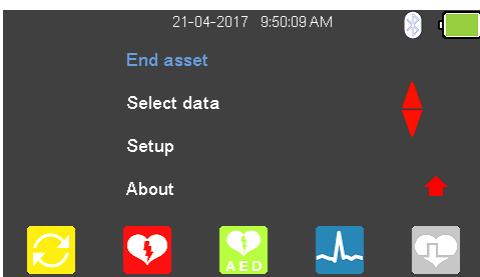 21-04-2017 9:50:09 AM
End asset
Select data
Setup
About
AED